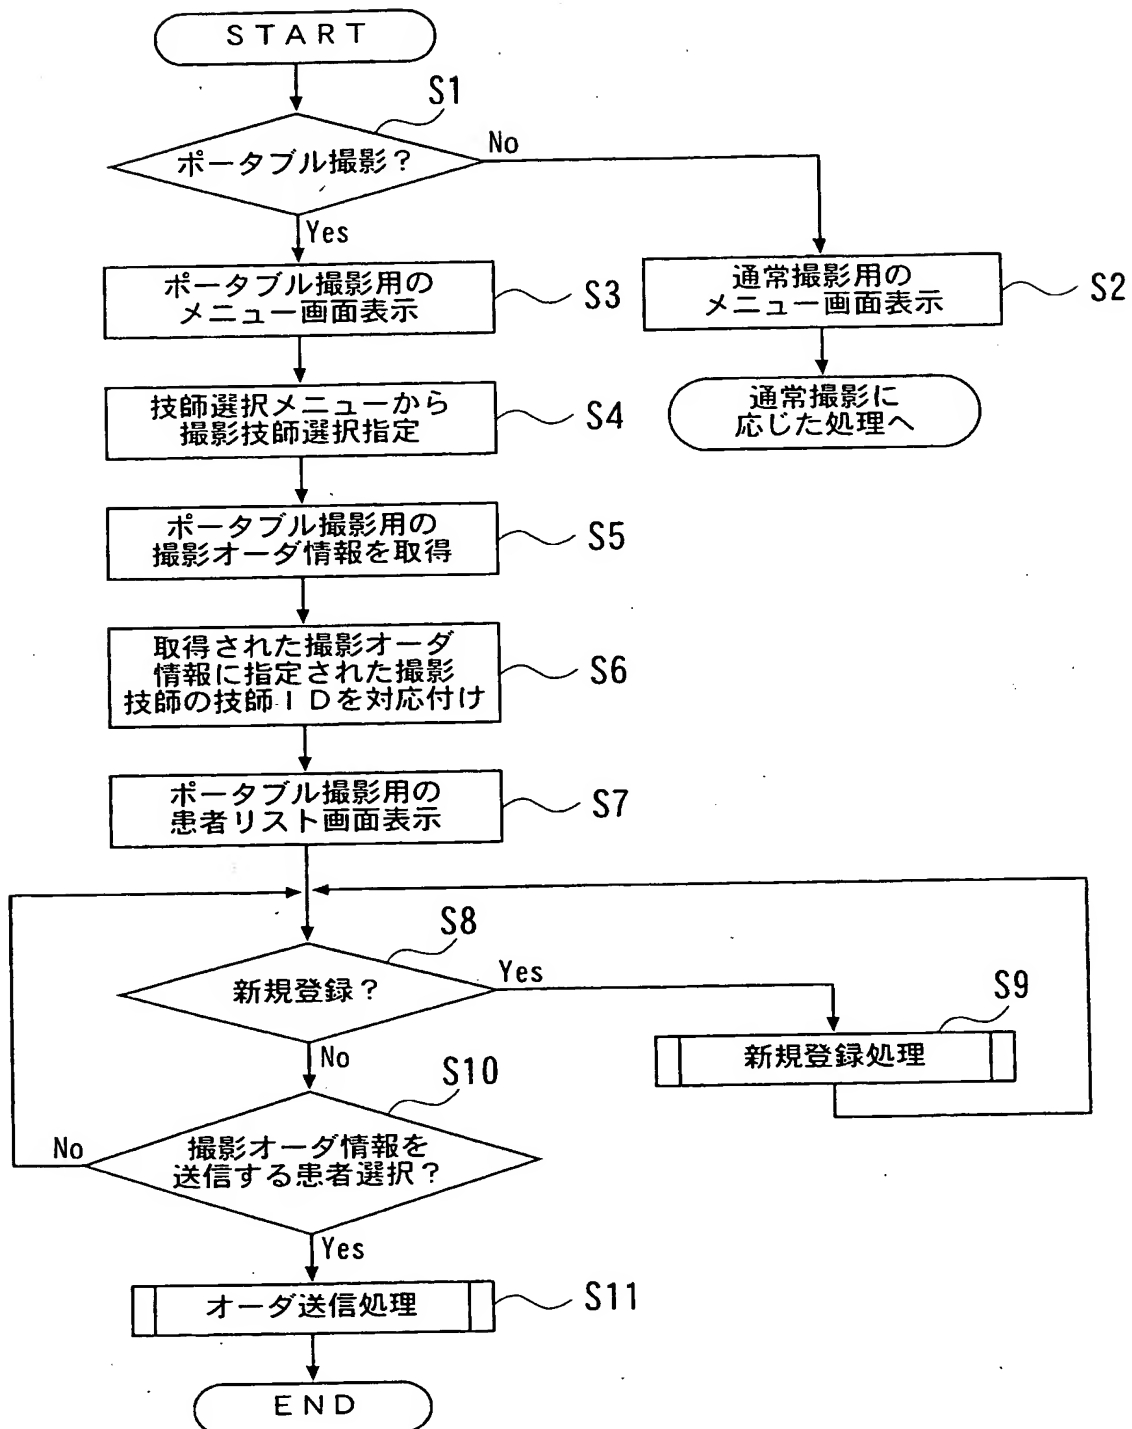 START
S1
ポータブル撮影？
No
Yes
ポータブル撮影用の
メニュー画面表示
S3
通常撮影用の
メニュー画面表示
S2
技師選択メニューから
撮影技師選択指定
S4
通常撮影に
応じた処理へ
ポータブル撮影用の
撮影オーダ情報を取得
S5
取得された撮影オーダ
情報に指定された撮影
技師の技師IDを対応付け
S6
ポータブル撮影用の
患者リスト画面表示
S7
S8
新規登録？
Yes
S9
新規登録処理
No
S10
撮影オーダ情報を
送信する患者選択？
No
Yes
オーダ送信処理
S11
END